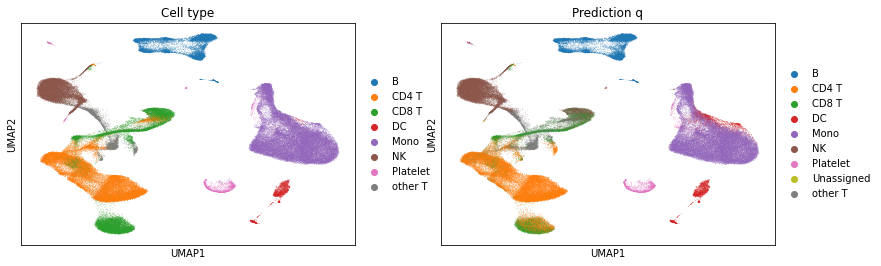 Cell type
UMAP2
UMAP1
B
CD4 T
CD8 T
DC
Mono
NK
Platelet
other T
Prediction q
UMAP2
UMAP1
B
CD4 T
CD8 T
DC
Mono
NK
Platelet
Unassigned
other T